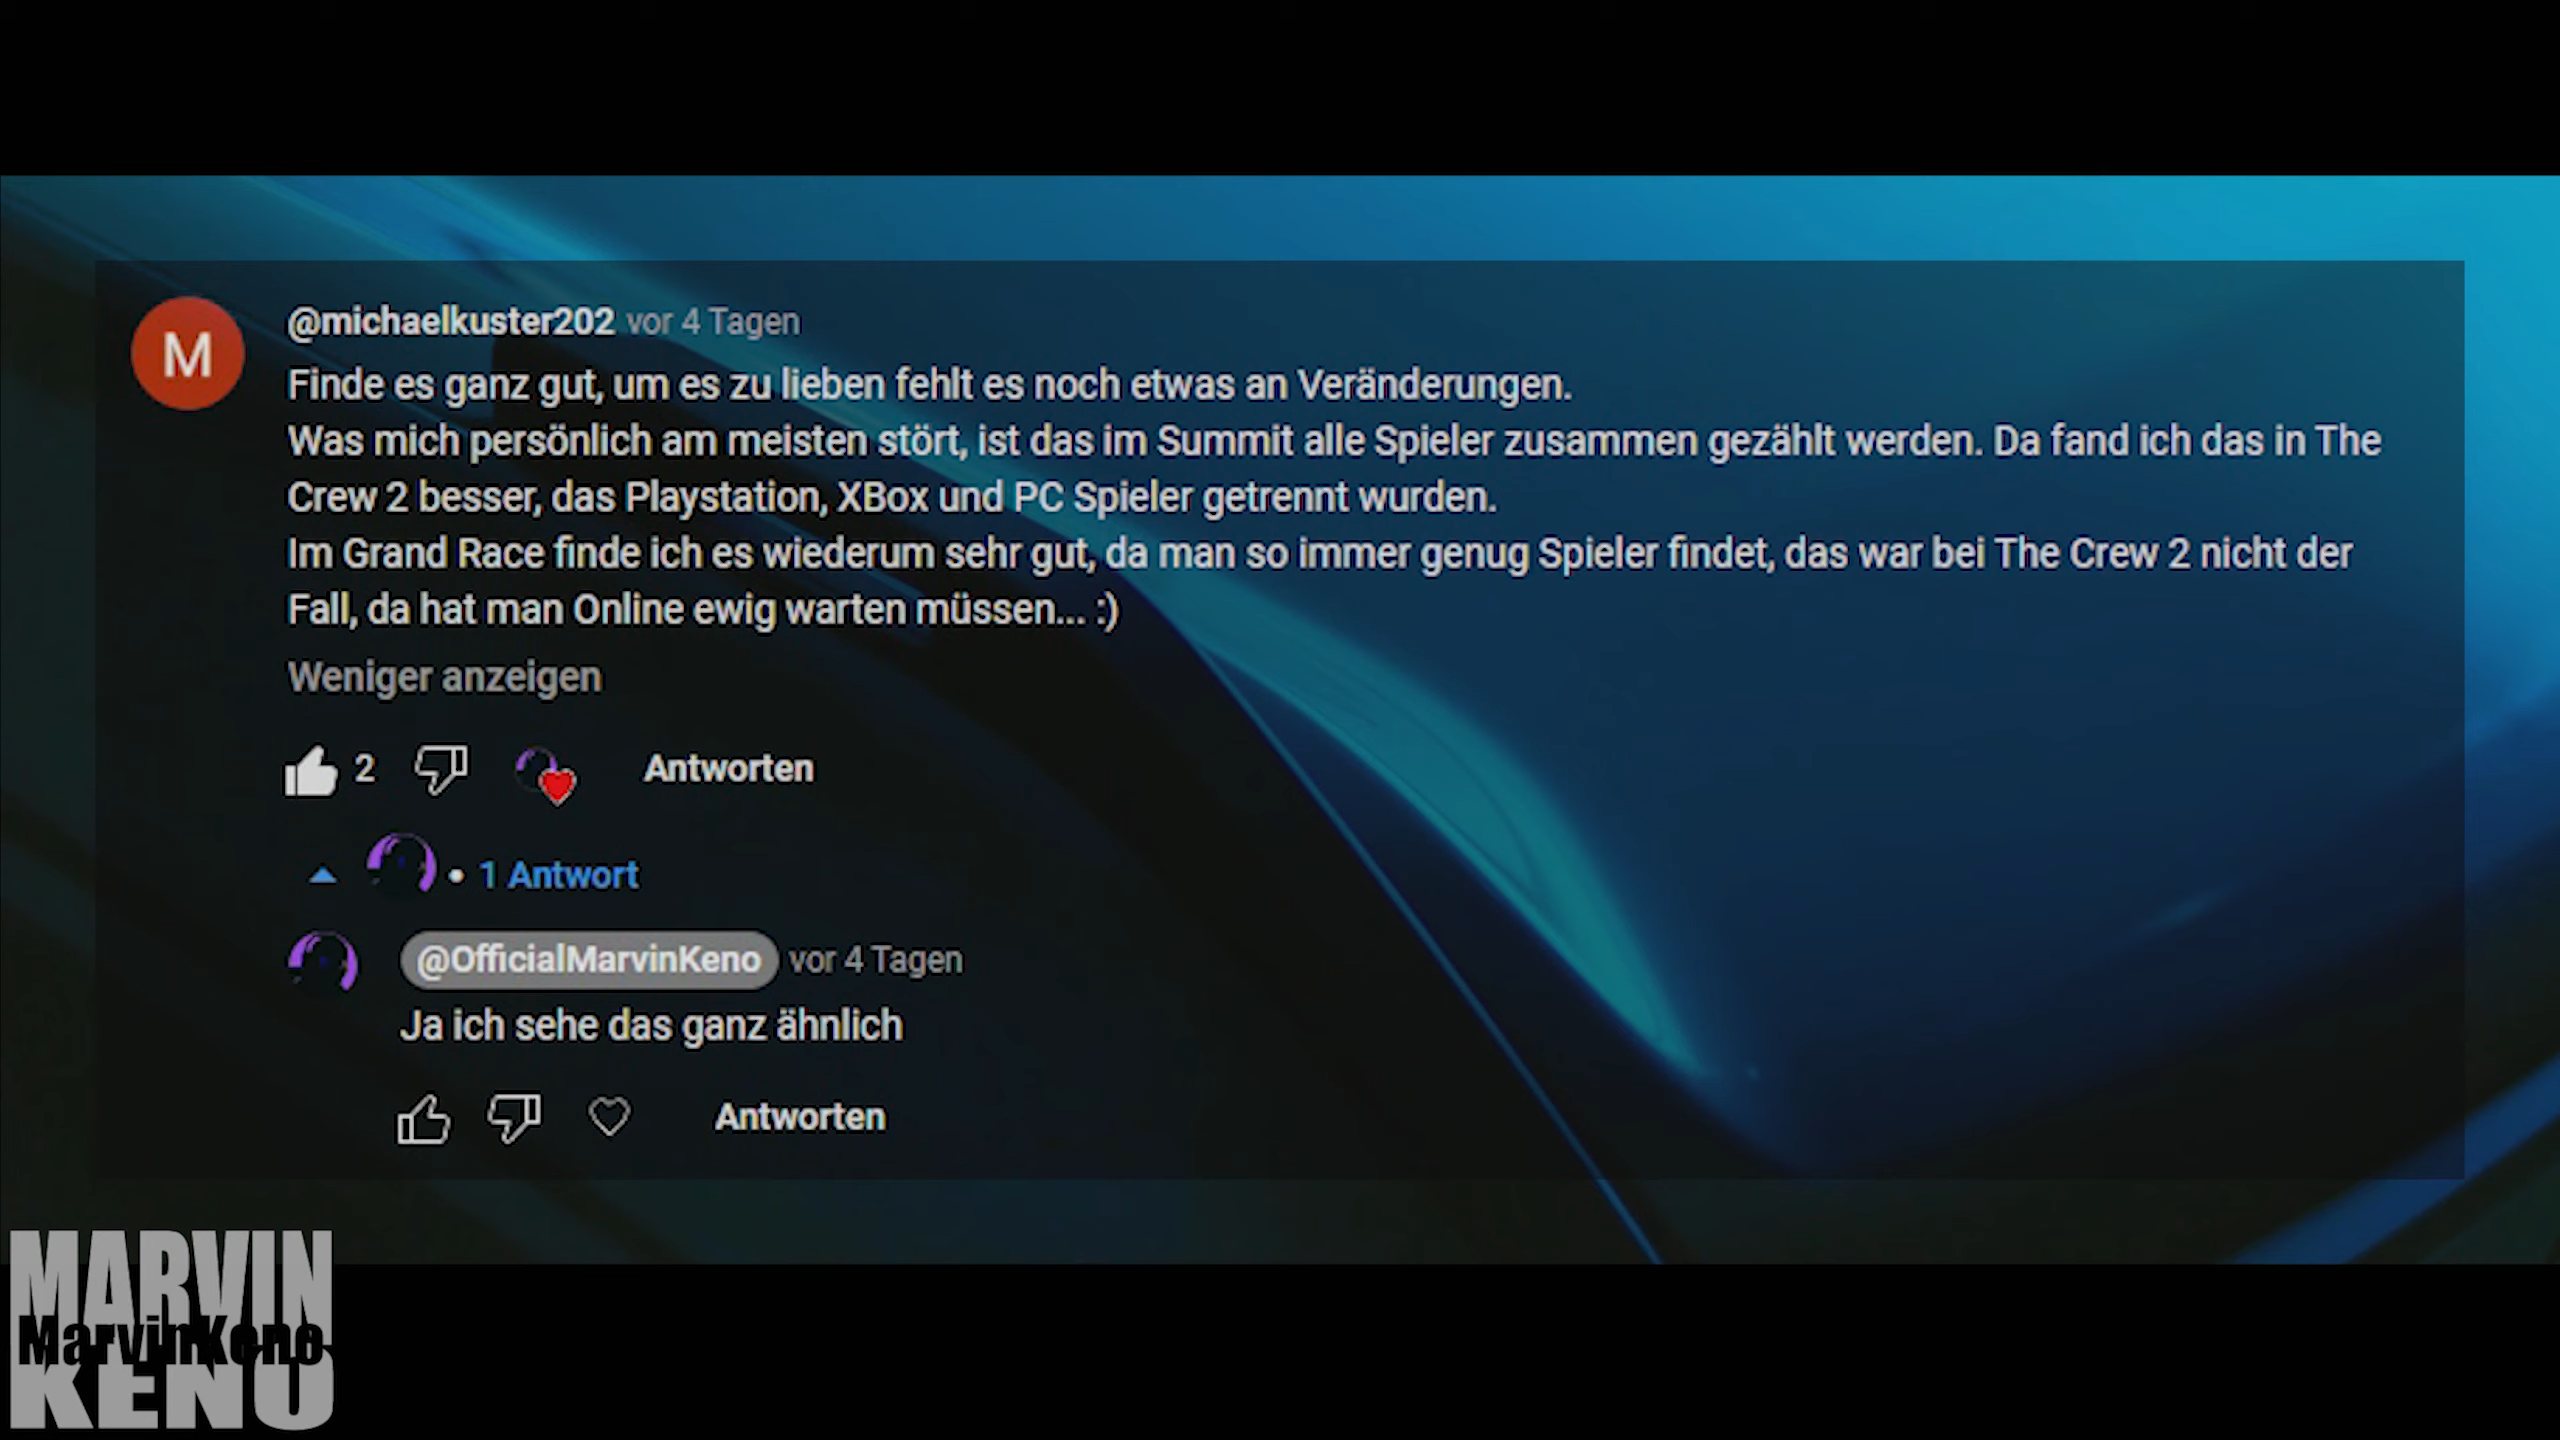 M
@michaelkuster202 vor 4 Tagen
Finde es ganz gut, um es zu lieben fehlt es noch etwas an Veränderungen.
Was mich persönlich am meisten stört, ist das im Summit alle Spieler zusammen gezählt werden. Da fand ich das in The
Crew 2 besser, das Playstation, XBox und PC Spieler getrennt wurden.
Im Grand Race finde ich es wiederum sehr gut, da man so immer genug Spieler findet, das war bei The Crew 2 nicht der
Fall, da hat man Online ewig warten müssen... :)
Weniger anzeigen
2 Antworten
• 1 Antwort
@OfficialMarvinKeno vor 4 Tagen
Ja ich sehe das ganz ähnlich
Antworten
MARVIN
MarvinKeno
KENO